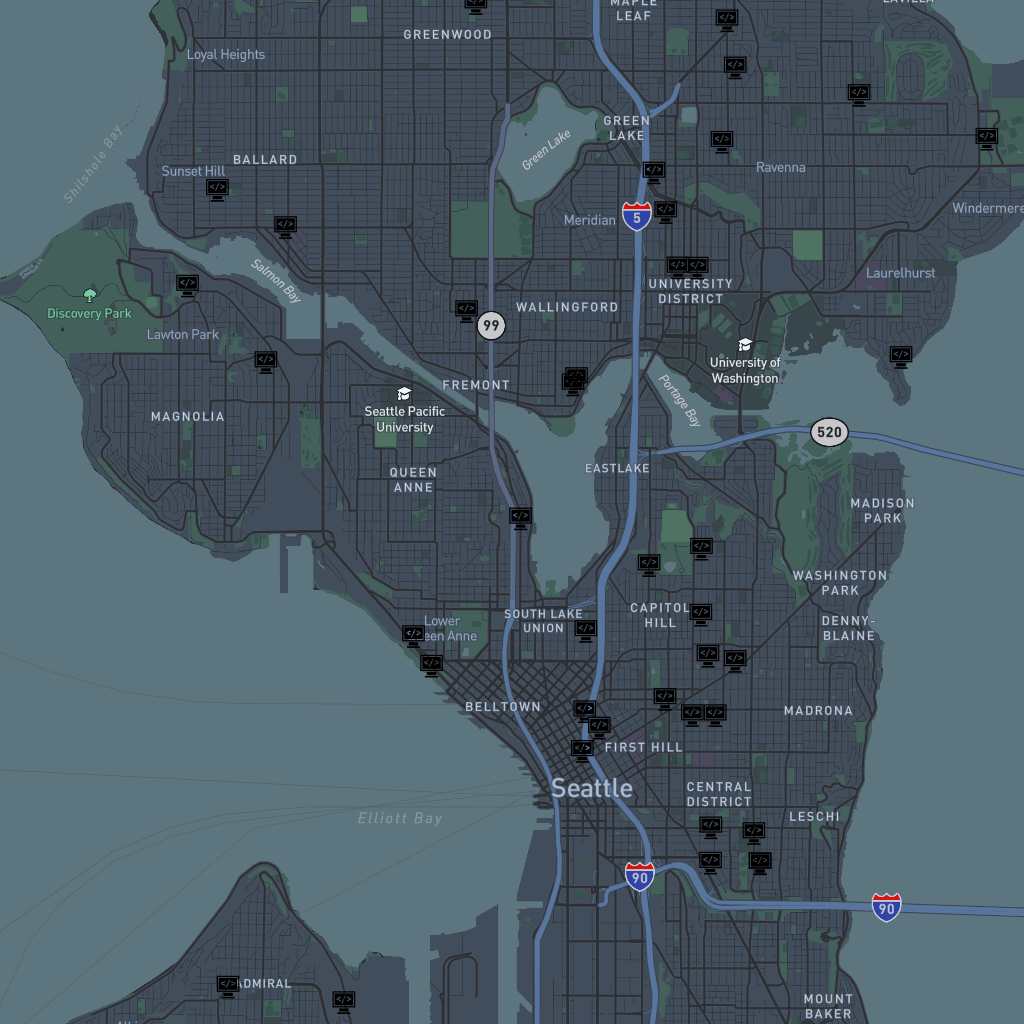 MAPLE
LEAF
GREENWOOD
Loyal Heights
GREEN
LAKE
Green Lake
Shilshole Bay
BALLARD
Sunset Hill
Ravenna
Windermere
Meridian
5
Salmon Bay
Laurelhurst
UNIVERSITY
DISTRICT
WALLINGFORD
Discovery Park
99
Lawton Park
University of
Washington
FREMONT
Portage Bay
Seattle Pacific
University
MAGNOLIA
520
EASTLAKE
QUEEN
ANNE
MADISON
PARK
WASHINGTON
PARK
CAPITOL
HILL
SOUTH LAKE
UNION
Lower
een Anne
DENNY-
BLAINE
BELLTOWN
MADRONA
FIRST HILL
Seattle
CENTRAL
DISTRICT
LESCHI
Elliott Bay
90
90
ADMIRAL
MOUNT
BAKER